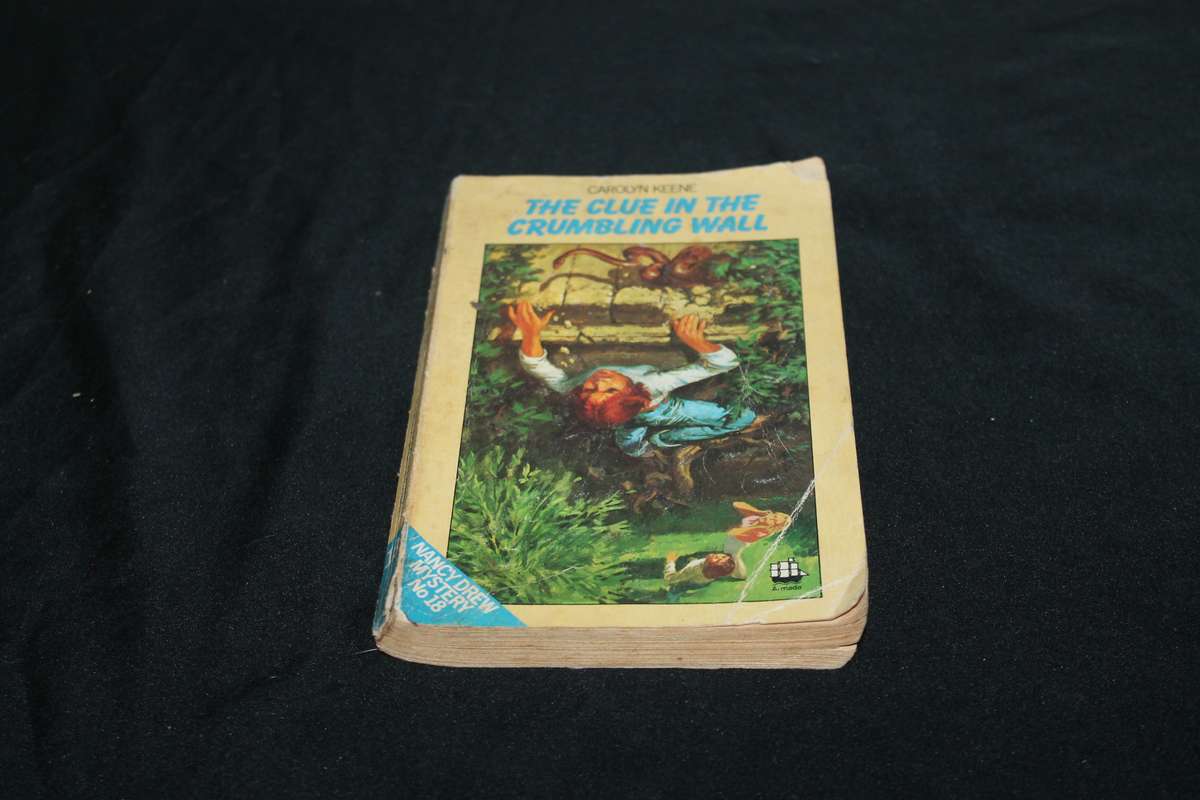 CAROLYN KEENE
THE CLUE IN THE
CRUMBLING WALL
NANCY DREW
MYSTERY
No 18
Armada